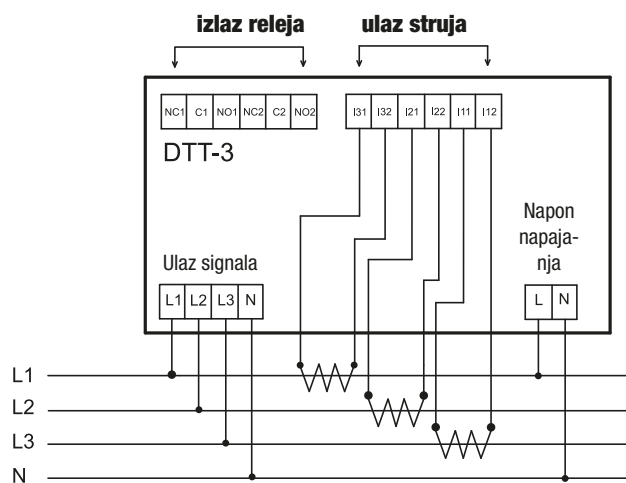 izlaz releja ulaz struja
NC1 C1 NO1 NC2 C2 NO2 I31 I32 I21 I22 I11 I12
DTT-3
Napon
napaja-
nja
Ulaz signala
L1 L2 L3 N L N
L1
L2
L3
N